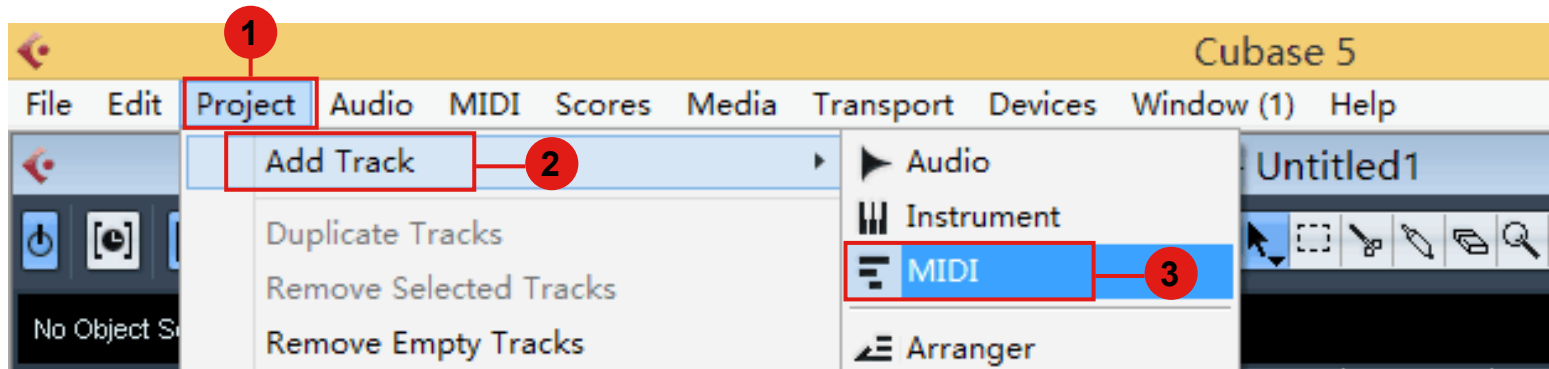 1
Cubase 5
File Edit Project Audio MIDI Scores Media Transport Devices Window (1) Help
Add Track 2 Audio Untitled1
Instrument
Duplicate Tracks
MIDI 3
Remove Selected Tracks
No Object
Remove Empty Tracks Arranger